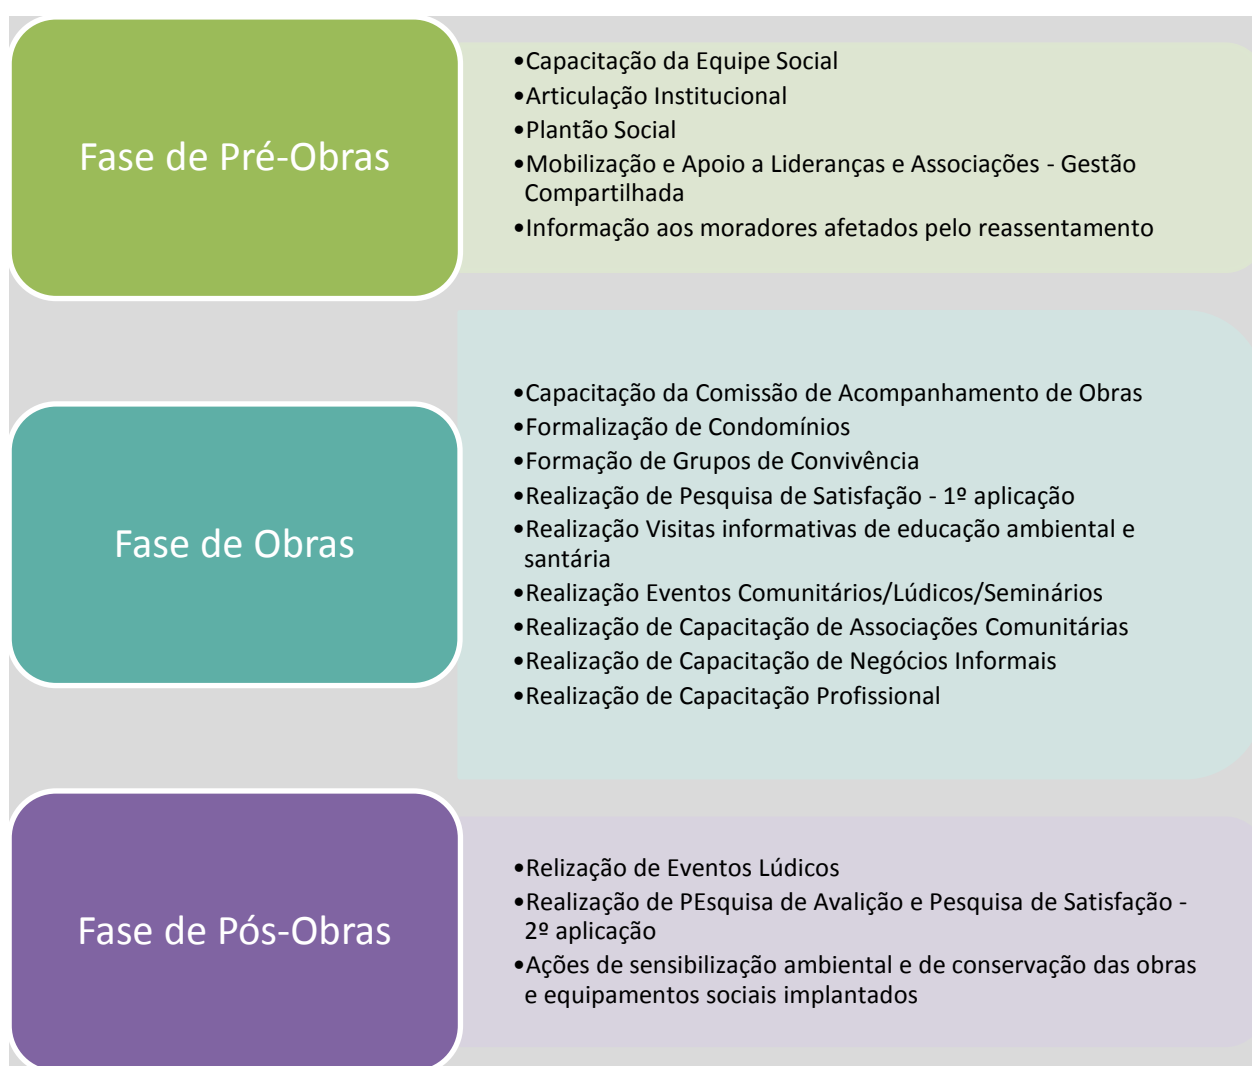 Fase de Pré-Obras
•Capacitação da Equipe Social
•Articulação Institucional
•Plantão Social
•Mobilização e Apoio a Lideranças e Associações - Gestão
Compartilhada
•Informação aos moradores afetados pelo reassentamento
Fase de Obras
•Capacitação da Comissão de Acompanhamento de Obras
•Formalização de Condomínios
•Formação de Grupos de Convivência
•Realização de Pesquisa de Satisfação - 1º aplicação
•Realização Visitas informativas de educação ambiental e
santária
•Realização Eventos Comunitários/Lúdicos/Seminários
•Realização de Capacitação de Associações Comunitárias
•Realização de Capacitação de Negócios Informais
•Realização de Capacitação Profissional
Fase de Pós-Obras
•Relização de Eventos Lúdicos
•Realização de PEsquisa de Avalição e Pesquisa de Satisfação -
2º aplicação
•Ações de sensibilização ambiental e de conservação das obras
e equipamentos sociais implantados